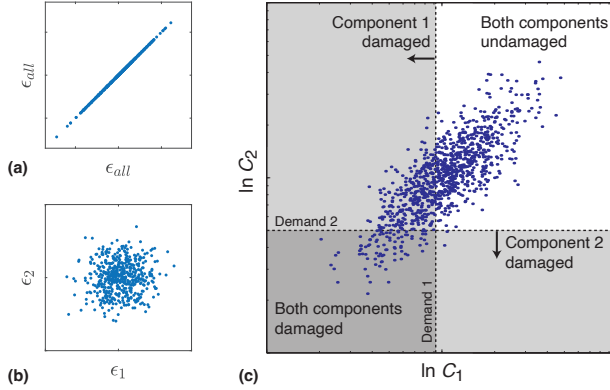 ϵall
ϵall
(a)
ϵ2
ϵ1
(b)
Component 1
damaged
Both components
undamaged
ln C2
Demand 2
Component 2
damaged
Both components
damaged
Demand 1
ln C1
(c)